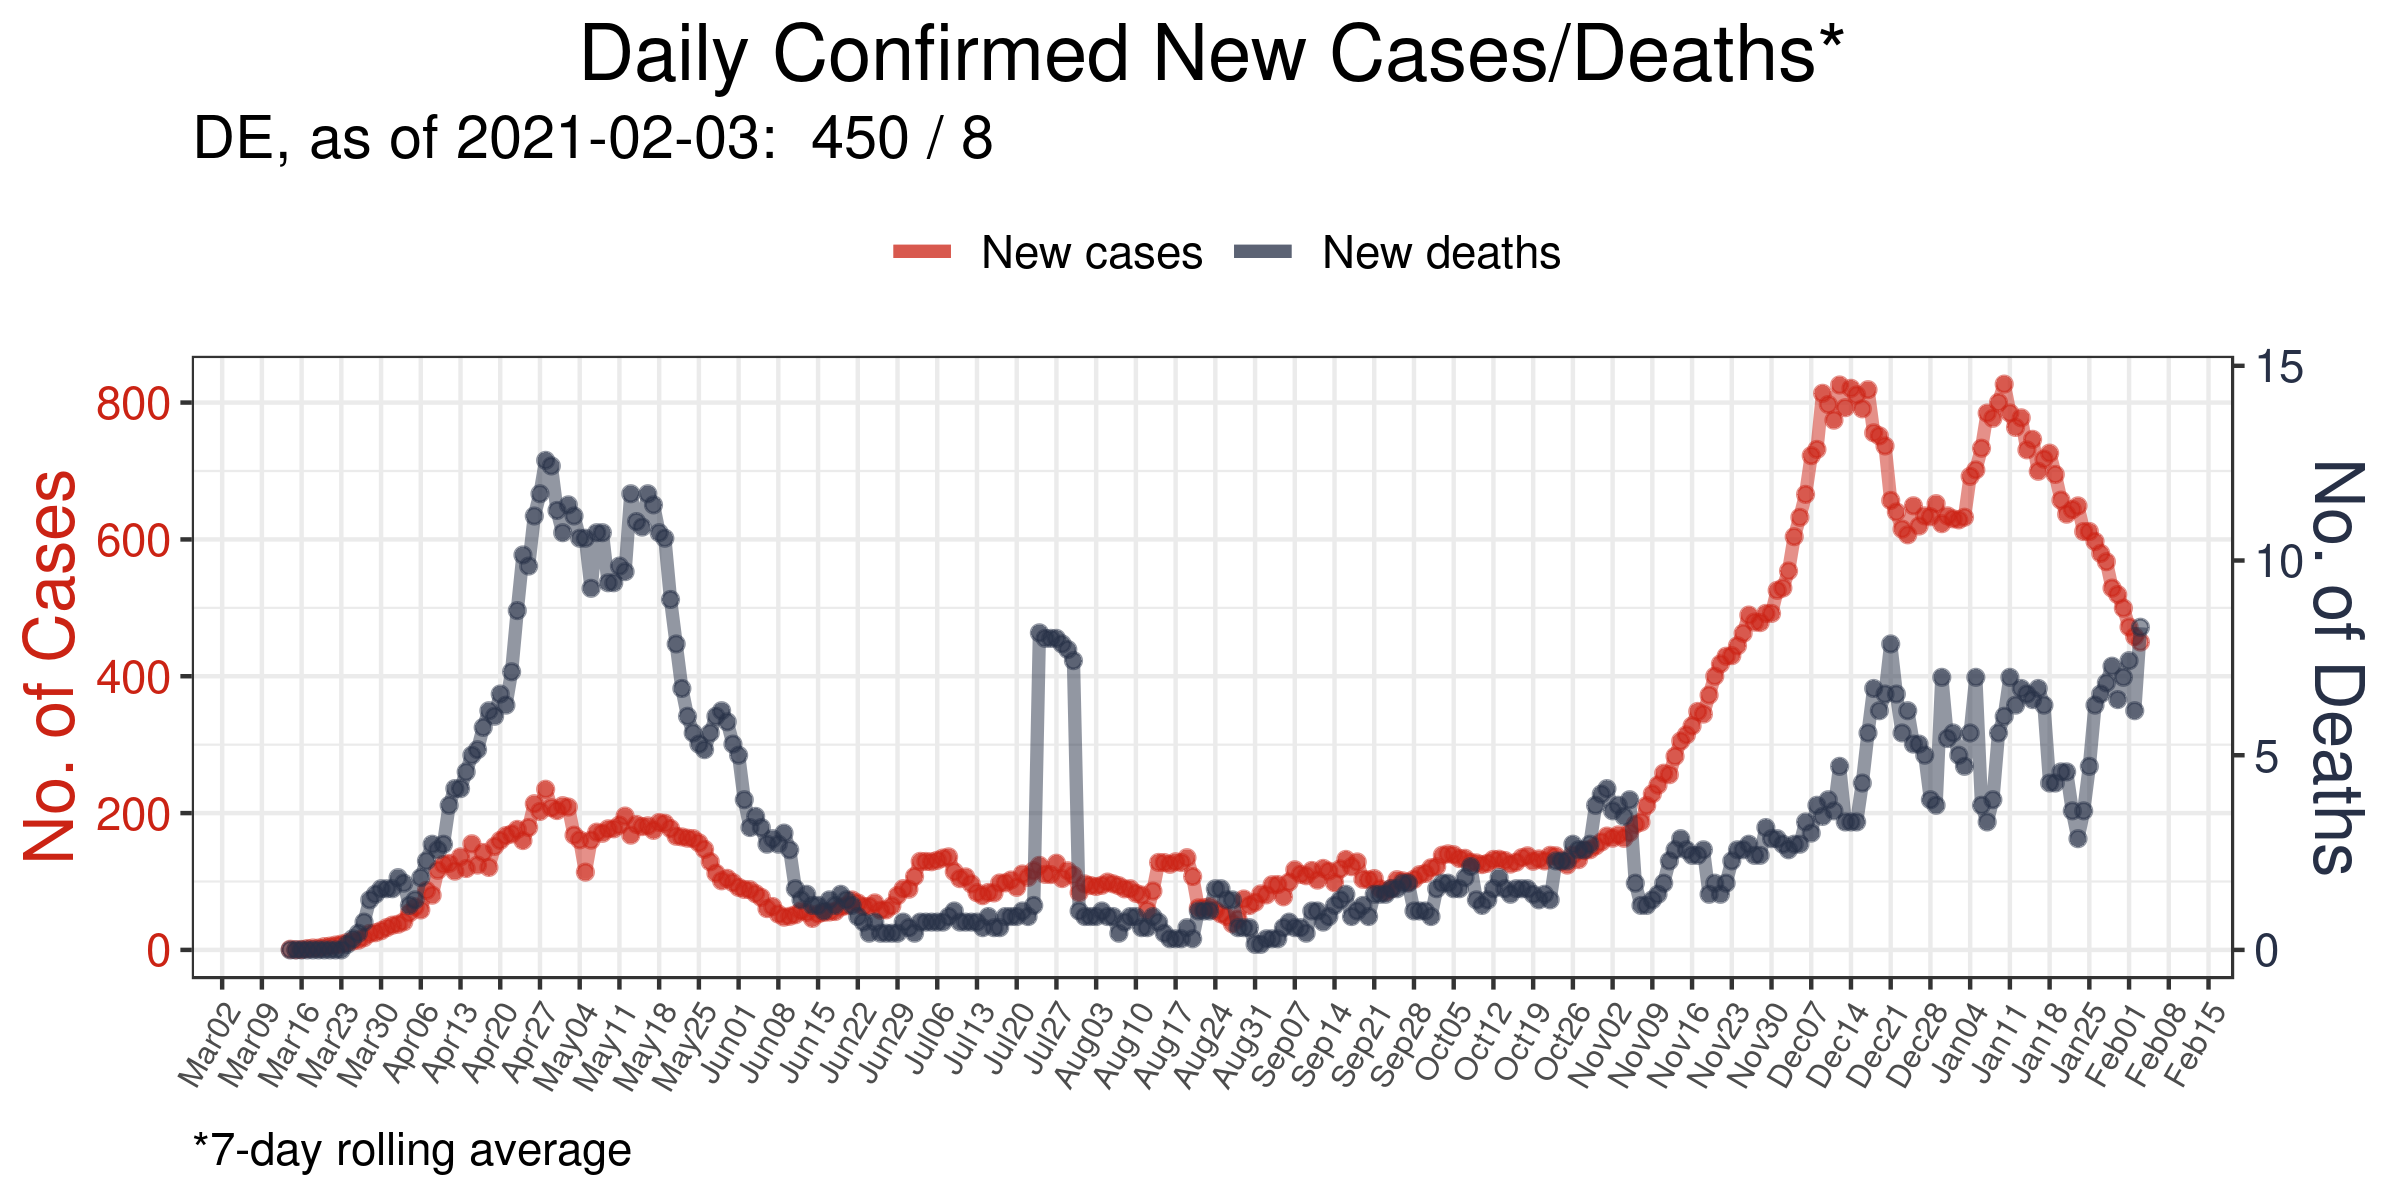 Daily Confirmed New Cases/Deaths*
DE, as of 2021-02-03:  450 / 8
New cases
New deaths
No. of Cases
800
600
400
200
0
15
10
5
0
No. of Deaths
Mar02
Mar09
Mar16
Mar23
Mar30
Apr06
Apr13
Apr20
Apr27
May04
May11
May18
May25
Jun01
Jun08
Jun15
Jun22
Jun29
Jul06
Jul13
Jul20
Jul27
Aug03
Aug10
Aug17
Aug24
Aug31
Sep07
Sep14
Sep21
Sep28
Oct05
Oct12
Oct19
Oct26
Nov02
Nov09
Nov16
Nov23
Nov30
Dec07
Dec14
Dec21
Dec28
Jan04
Jan11
Jan18
Jan25
Feb01
Feb08
Feb15
*7-day rolling average